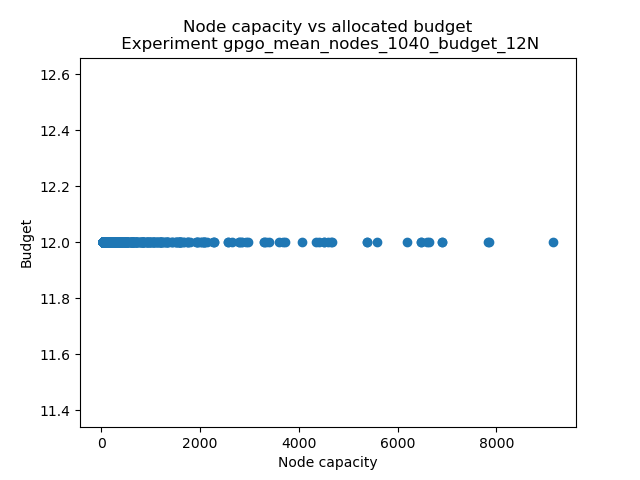 Node capacity vs allocated budget
Experiment gpgo_mean_nodes_1040_budget_12N
12.6
12.4
12.2
12.0
11.8
11.6
11.4
Budget
0 2000 4000 6000 8000
Node capacity